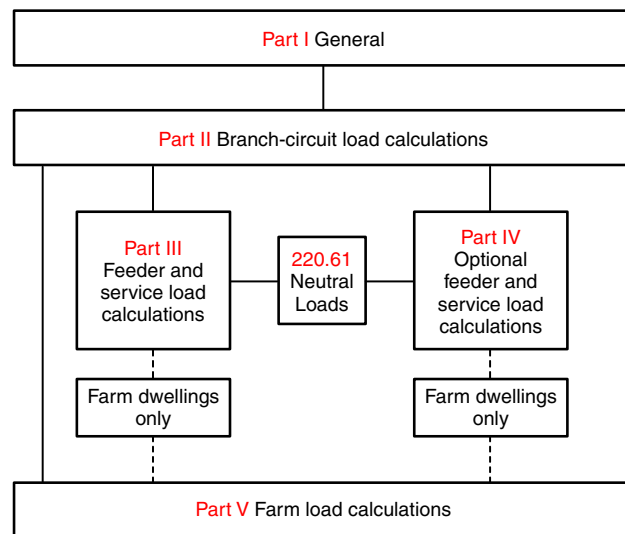 Part I General
Part II Branch-circuit load calculations
Part III
Feeder and
service load
calculations
220.61
Neutral
Loads
Part IV
Optional
feeder and
service load
calculations
Farm dwellings
only
Farm dwellings
only
Part V Farm load calculations